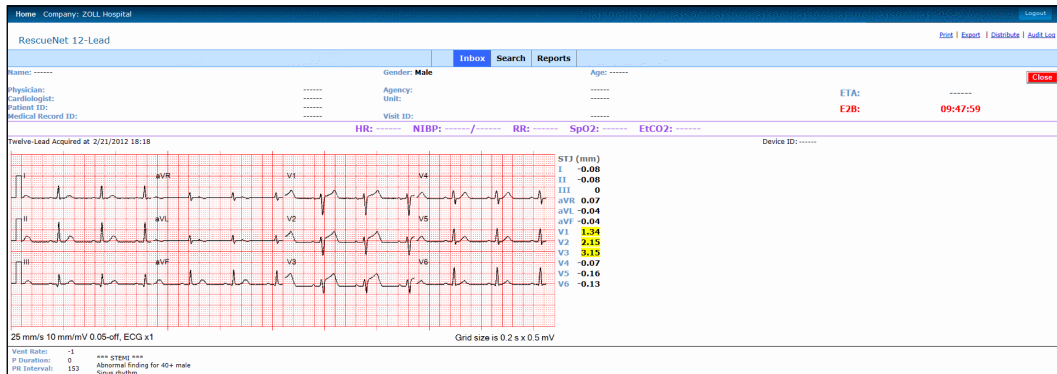 Home Company: ZOLL Hospital Logout
RescueNet 12-Lead Print | Export | Distribute | Audit Log
Inbox Search Reports
Name: ------ Gender: Male Age: ------ Close
Physician: ------ Agency: ------ ETA: ------
Cardiologist: ------ Unit: ------
Patient ID: ------ E2B: 09:47:59
Medical Record ID: ------ Visit ID: ------
HR: ------ NIBP: ------/------ RR: ------ SpO2: ------ EtCO2: ------
Twelve-Lead Acquired at 2/21/2012 18:18 Device ID: ------
STJ (mm)
I aVR V1 V4
II aVL V2 V5
III aVF V3 V6
I -0.08
II -0.08
III 0
aVR 0.07
aVL -0.04
aVF -0.04
V1 1.34
V2 2.15
V3 3.15
V4 -0.07
V5 -0.16
V6 -0.13
25 mm/s 10 mm/mV 0.05-off, ECG x1 Grid size is 0.2 s x 0.5 mV
Vent Rate: -1
P Duration: 0 *** STEMI ***
PR Interval: 153 Abnormal finding for 40+ male
Sinus rhythm